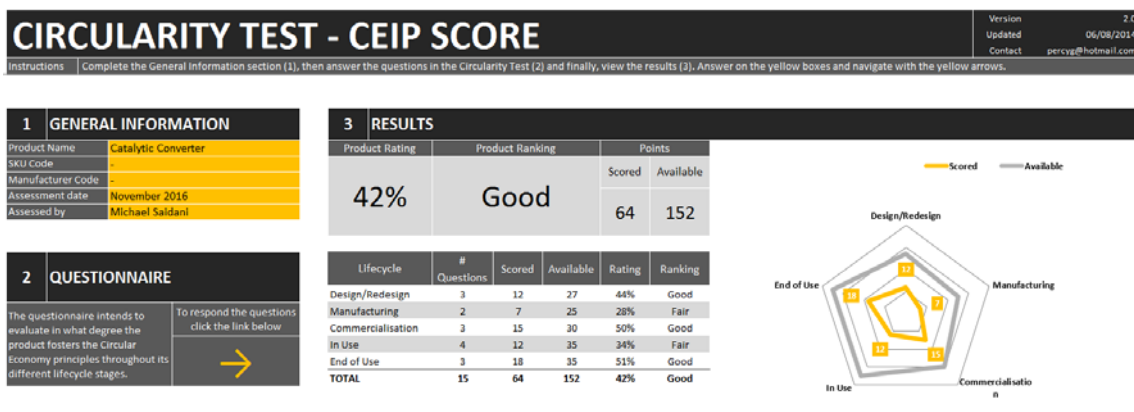 CIRCULARITY TEST - CEIP SCORE
Version 2.0
Updated 06/08/2014
Contact percyg@hotmail.com
Instructions Complete the General Information section (1), then answer the questions in the Circularity Test (2) and finally, view the results (3). Answer on the yellow boxes and navigate with the yellow arrows.
1 GENERAL INFORMATION
Product Name Catalytic Converter
SKU Code -
Manufacturer Code -
Assessment date November 2016
Assessed by Michael Saidani
2 QUESTIONNAIRE
The questionnaire intends to
evaluate in what degree the
product fosters the Circular
Economy principles throughout its
different lifecycle stages.
To respond the questions
click the link below
3 RESULTS
Product Rating Product Ranking Points
Scored Available
42% Good 64 152
Lifecycle # Questions Scored Available Rating Ranking
Design/Redesign 3 12 27 44% Good
Manufacturing 2 7 25 28% Fair
Commercialisation 3 15 30 50% Good
In Use 4 12 35 34% Fair
End of Use 3 18 35 51% Good
TOTAL 15 64 152 42% Good
Scored Available
Design/Redesign
12
End of Use
18
7
Manufacturing
12
15
In Use
Commercialisatio
n